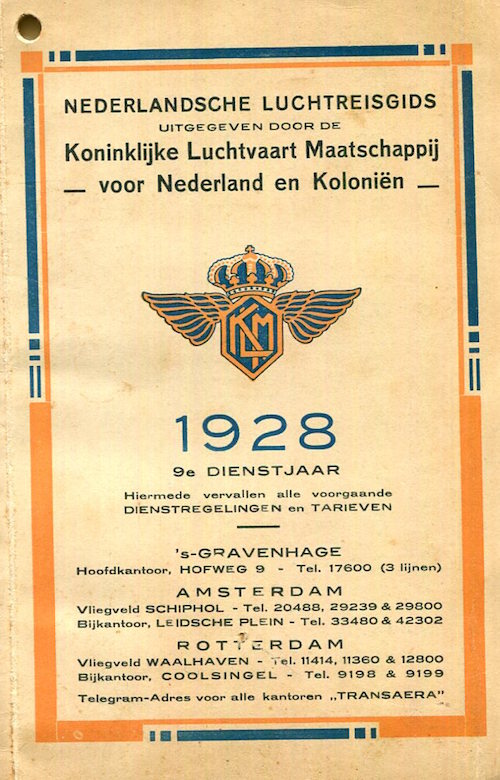 NEDERLANDSCHE LUCHTREISGIDS
UITGEGEVEN DOOR DE
Koninklijke Luchtvaart Maatschappij
— voor Nederland en Koloniën —
KLM
1928
9e DIENSTJAAR
Hiermede vervallen alle voorgaande
DIENSTREGELINGEN en TARIEVEN
's-GRAVENHAGE
Hoofdkantoor, HOFWEG 9 - Tel. 17600 (3 lijnen)
AMSTERDAM
Vliegveld SCHIPHOL - Tel. 20488, 29239 & 29800
Bijkantoor, LEIDSCHE PLEIN - Tel. 33480 & 42302
ROTTERDAM
Vliegveld WAALHAVEN - Tel. 11414, 11360 & 12800
Bijkantoor, COOLSINGEL - Tel. 9198 & 9199
Telegram-Adres voor alle kantoren „TRANSAERA”